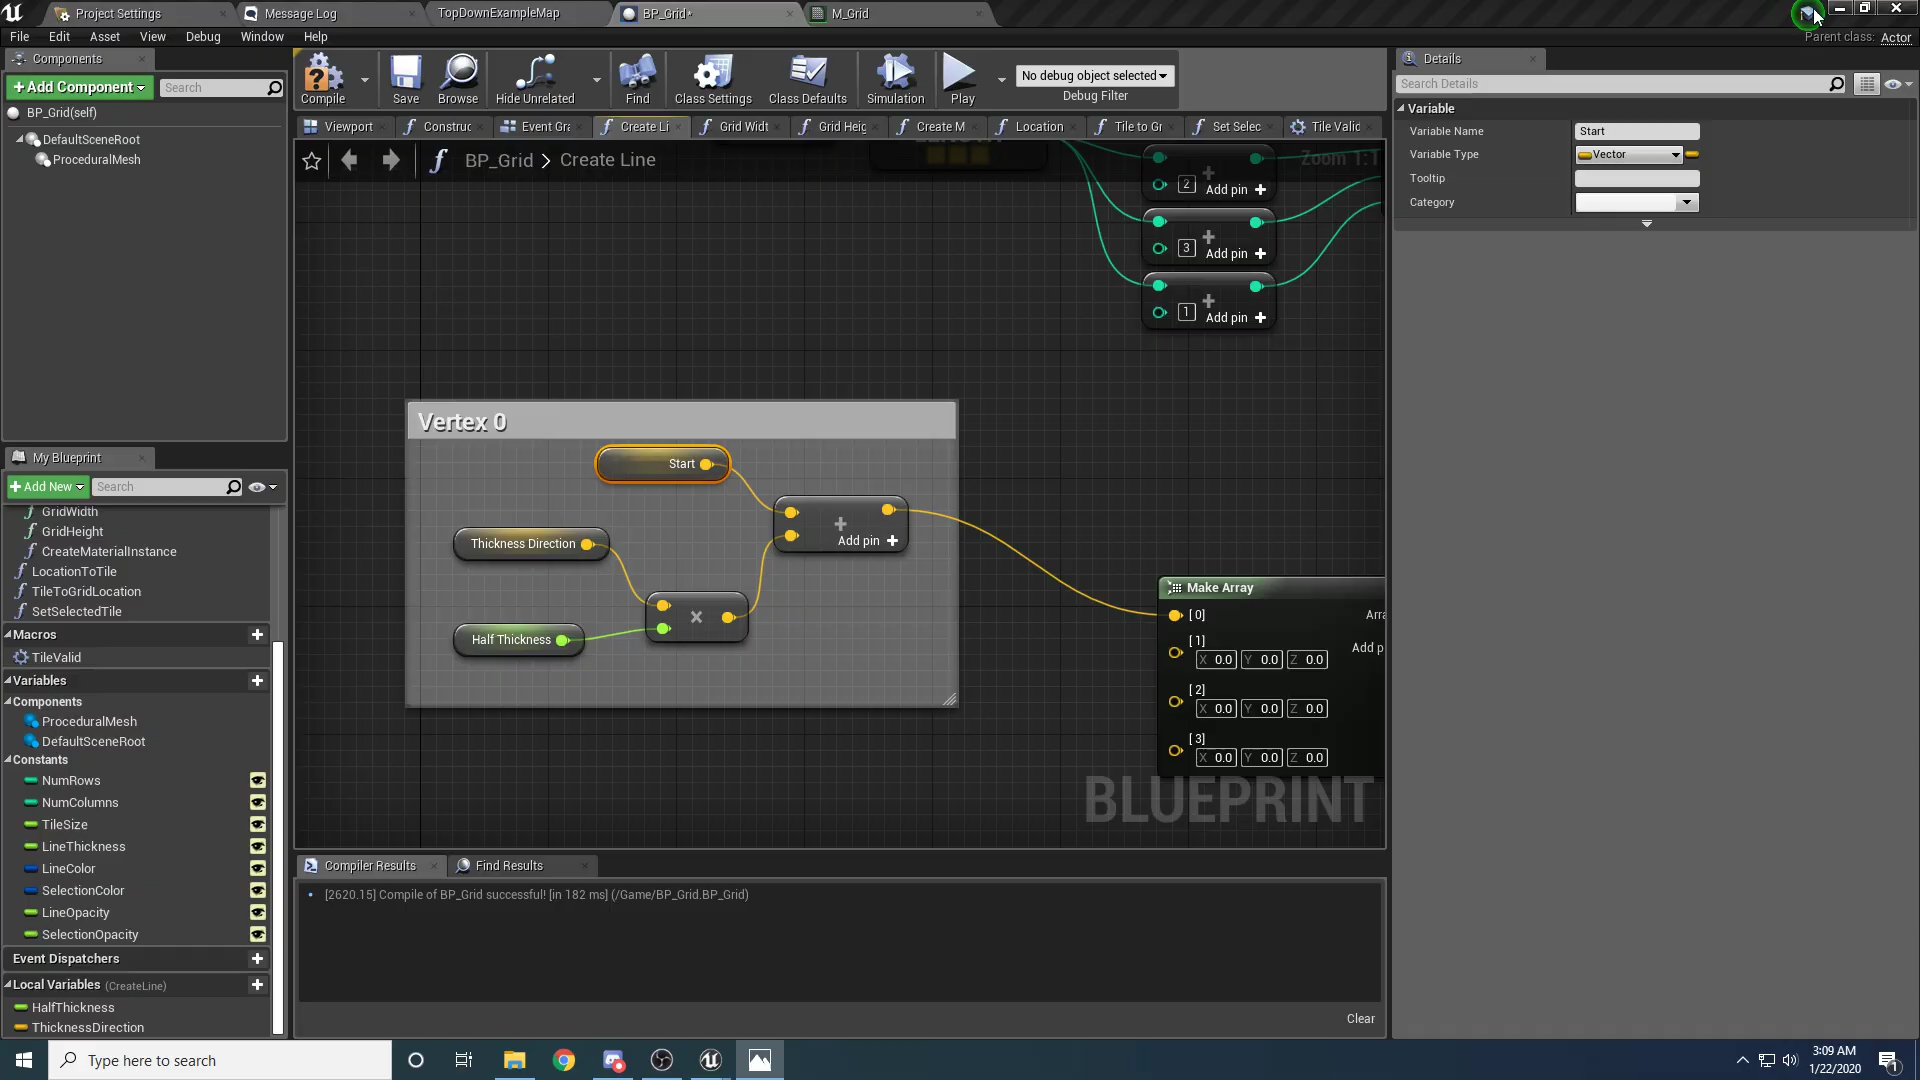 Project Settings
Message Log
TopDownExampleMap
BP_Grid*
M_Grid
File
Edit
Asset
View
Debug
Window
Help
Parent class: Actor
Components
Add Component
Search
BP_Grid(self)
DefaultSceneRoot
ProceduralMesh
Compile
Save
Browse
Hide Unrelated
Find
Class Settings
Class Defaults
Simulation
Play
No debug object selected
Debug Filter
Viewport
Construc
Event Gra
Create Li
Grid Widt
Grid Heig
Create M
Location
Tile to Gr
Set Selec
Tile Valid
BP_Grid > Create Line
LENGTH
Zoom 1:1
2
Add pin
3
Add pin
1
Add pin
Vertex 0
Start
Thickness Direction
Add pin
Half Thickness
Make Array
[0]
Arra
[1]
X 0.0 Y 0.0 Z 0.0
Add p
[2]
X 0.0 Y 0.0 Z 0.0
[3]
X 0.0 Y 0.0 Z 0.0
BLUEPRINT
My Blueprint
Add New
Search
GridWidth
GridHeight
CreateMaterialInstance
LocationToTile
TileToGridLocation
SetSelectedTile
Macros
TileValid
Variables
Components
ProceduralMesh
DefaultSceneRoot
Constants
NumRows
NumColumns
TileSize
LineThickness
LineColor
SelectionColor
LineOpacity
SelectionOpacity
Event Dispatchers
Local Variables (CreateLine)
HalfThickness
ThicknessDirection
Compiler Results
Find Results
[2620.15] Compile of BP_Grid successful! [in 182 ms] (/Game/BP_Grid.BP_Grid)
Clear
Details
Search Details
Variable
Variable Name
Start
Variable Type
Vector
Tooltip
Category
Type here to search
3:09 AM
1/22/2020
1